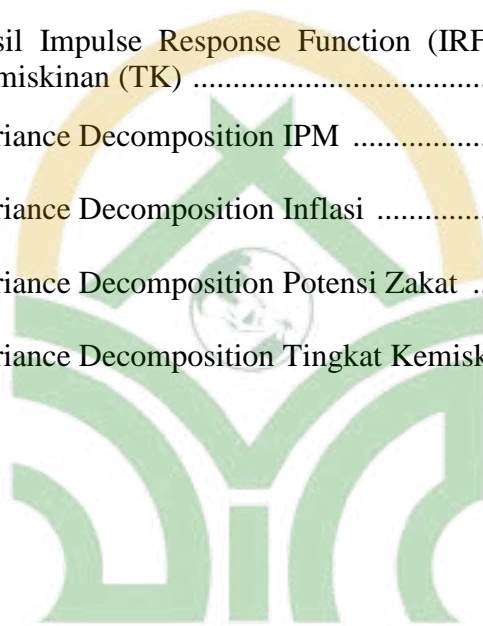 sil Impulse Response Function (IRF
miskinan (TK) ....................................
riance Decomposition IPM ................
riance Decomposition Inflasi .............
riance Decomposition Potensi Zakat ..
riance Decomposition Tingkat Kemisk